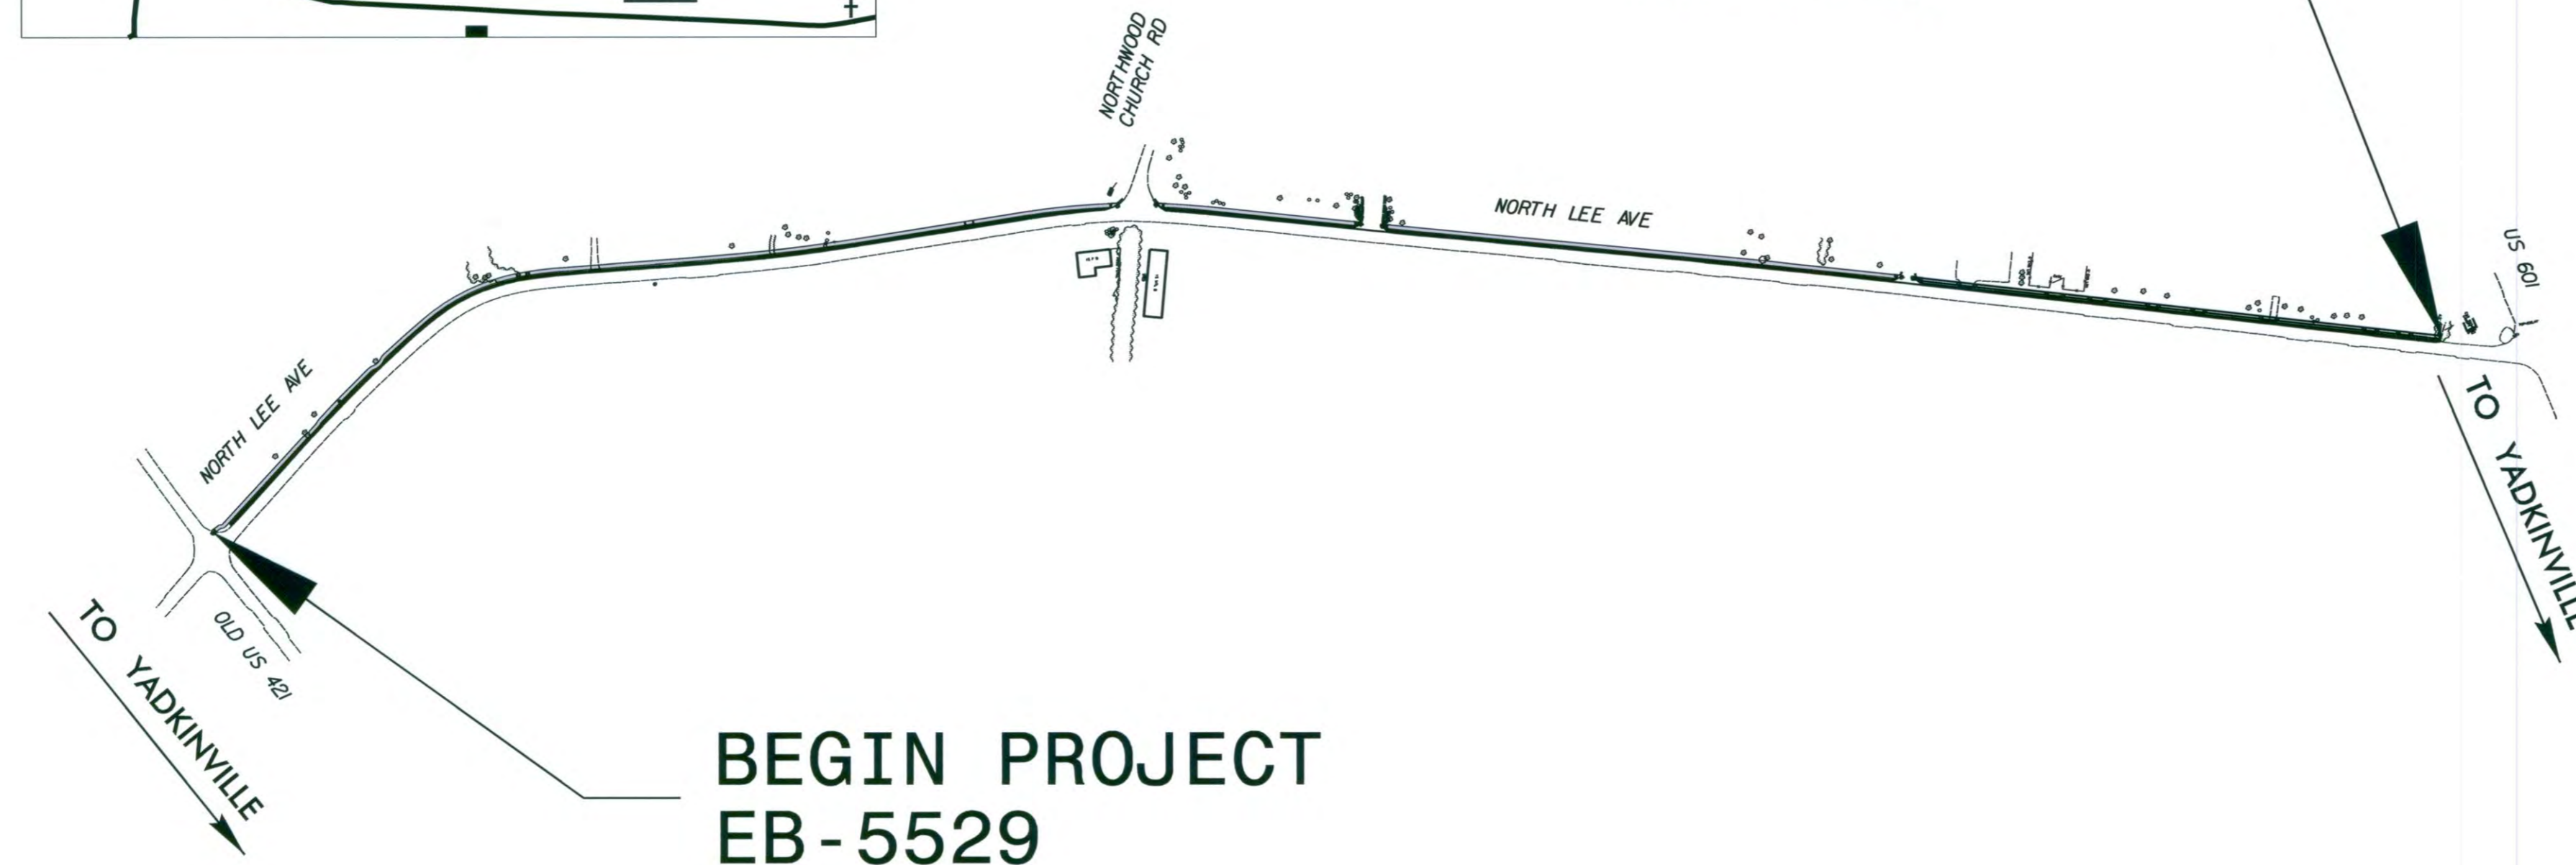 NORTHWOOD
CHURCH RD
NORTH LEE AVE
US 601
NORTH LEE AVE
TO YADKINVILLE
OLD US 421
TO YADKINVILLE
BEGIN PROJECT
EB-5529